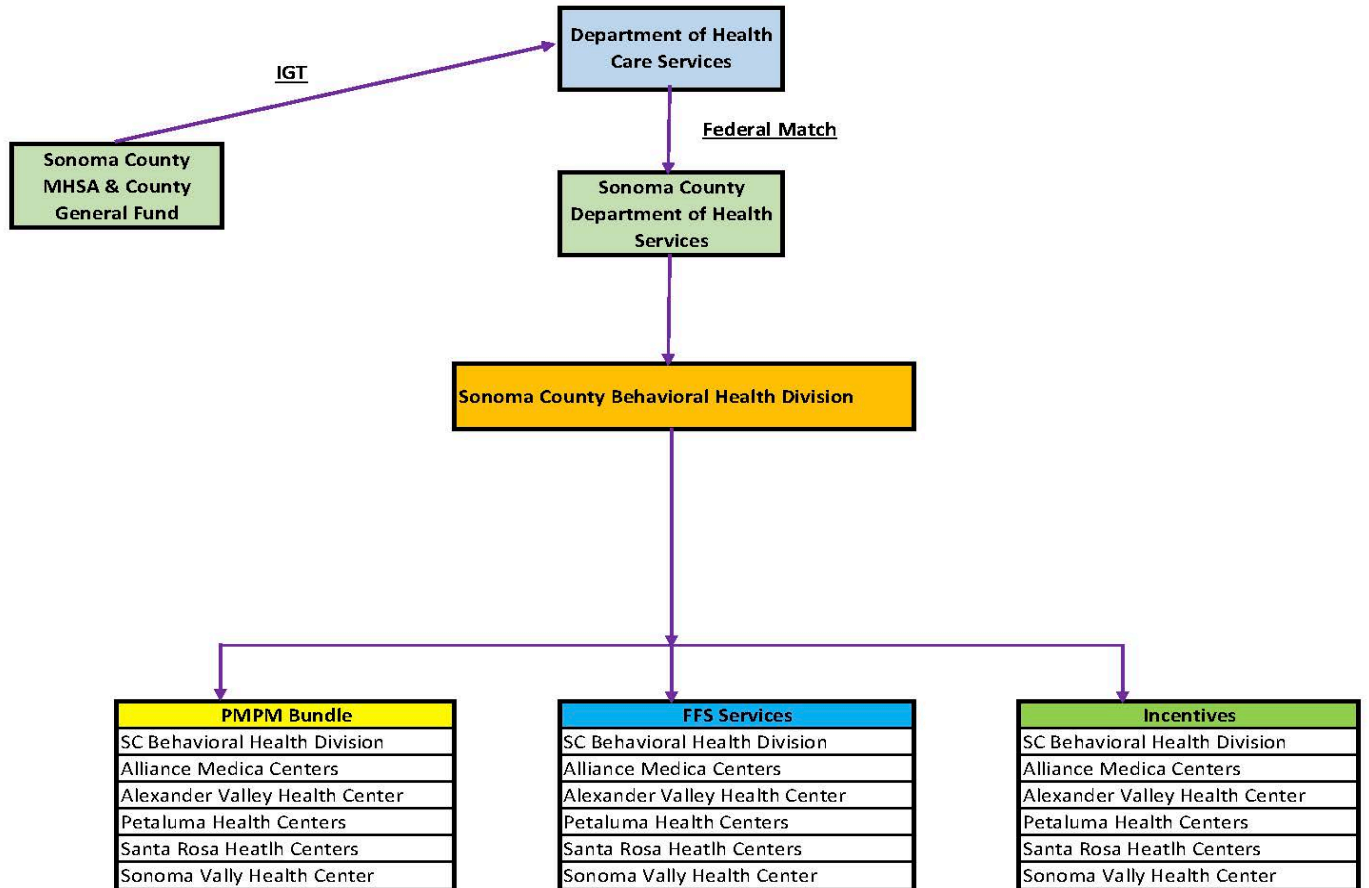 Department of Health
Care Services
IGT
Federal Match
Sonoma County
MHSA & County
General Fund
Sonoma County
Department of Health
Services
Sonoma County Behavioral Health Division
PMPM Bundle
SC Behavioral Health Division
Alliance Medica Centers
Alexander Valley Health Center
Petaluma Health Centers
Santa Rosa Heatlh Centers
Sonoma Vally Health Center
FFS Services
SC Behavioral Health Division
Alliance Medica Centers
Alexander Valley Health Center
Petaluma Health Centers
Santa Rosa Heatlh Centers
Sonoma Vally Health Center
Incentives
SC Behavioral Health Division
Alliance Medica Centers
Alexander Valley Health Center
Petaluma Health Centers
Santa Rosa Heatlh Centers
Sonoma Vally Health Center